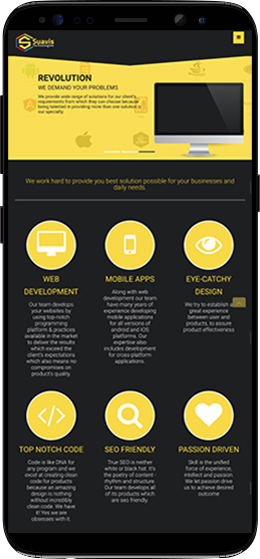 Suavis
Technologies
REVOLUTION
WE DEMAND YOUR PROBLEMS
We provide wide range of solutions for our client's
requirements from which they can choose because
being talented in providing more than one solution is
our specialty.
We work hard to provide you best solution possible for your businesses and
daily needs.
WEB
DEVELOPMENT
Our team develops
your websites by
using top-notch
programming
platform & practices
available in the market
to deliver the results
which exceed the
client's expectations
which also means no
compromises on
product's quality.
MOBILE APPS
Along with web
development our team
have many years of
experience developing
mobile applications
for all versions of
android and IOS
platforms. Our
expertise also
includes development
for cross-platform
applications.
EYE-CATCHY
DESIGN
We try to establish a
great experience
between user and
products, to assure
product effectiveness
TOP NOTCH CODE
Code is like DNA for
any program and we
excel at creating clean
code for products
because an amazing
design is nothing
without incredibly
clean code. We have
it! Yes we are
obsessed with it.
SEO FRIENDLY
True SEO is neither
white or black hat. It's
the poetry of content
rhythm and structure.
Our team develops all
of its products which
are seo friendly.
PASSION DRIVEN
Skill is the unified
force of experience,
intellect and passion.
We let passion drive
us to achieve desired
outcome